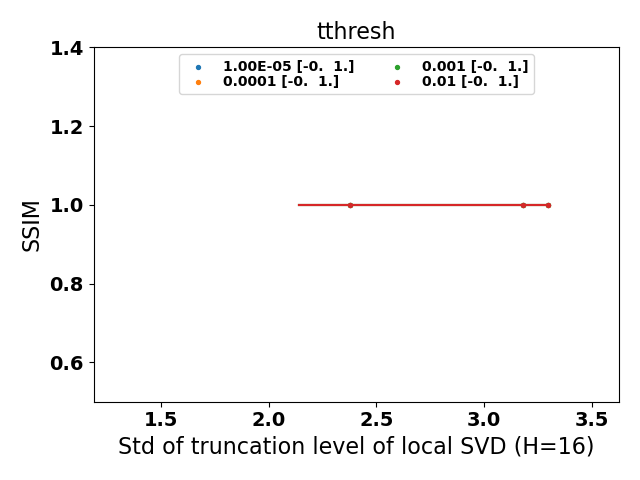 tthresh
1.00E-05 [-0.  1.]
0.001 [-0.  1.]
0.0001 [-0.  1.]
0.01 [-0.  1.]
1.4
1.2
1.0
0.8
0.6
SSIM
1.5
2.0
2.5
3.0
3.5
Std of truncation level of local SVD (H=16)